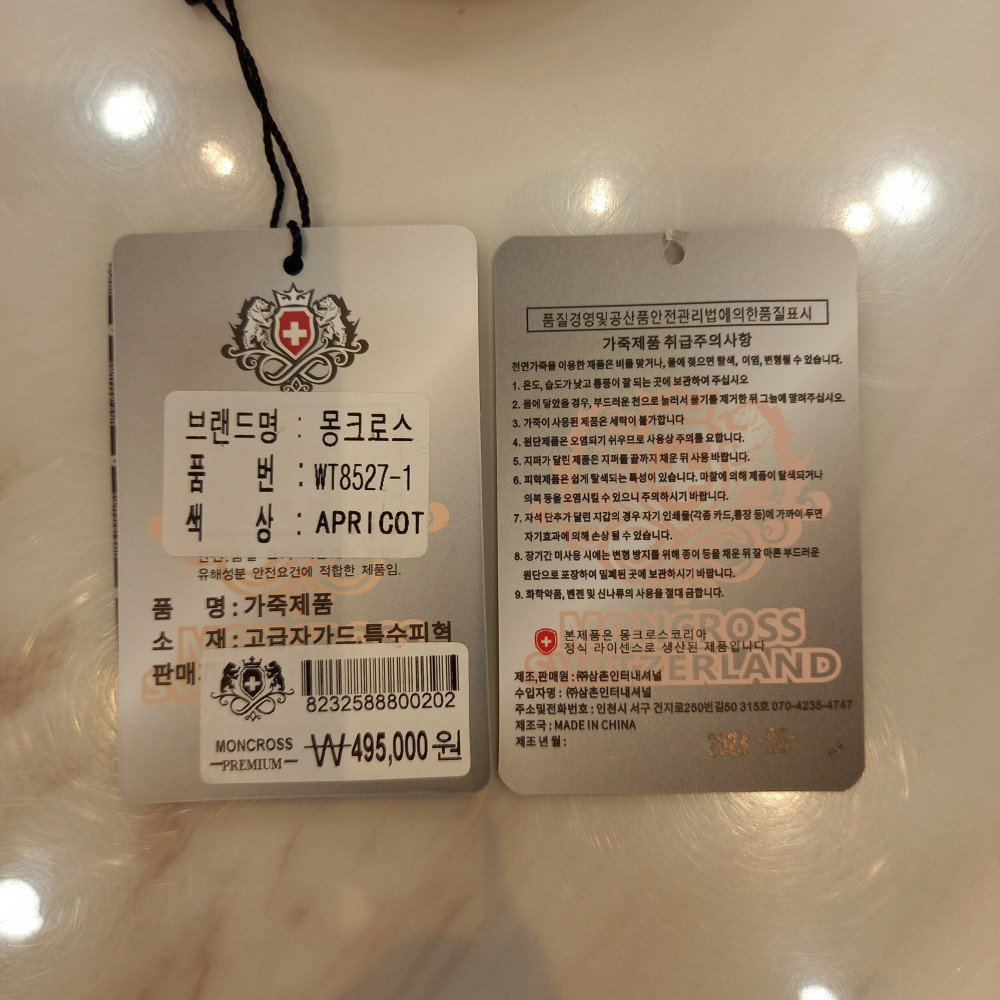 브랜드명 : 몽크로스
품 번 : WT8527-1
색 상 : APRICOT
유해성분 안전요건에 적합한 제품임.
품 명 : 가죽제품
소 재 : 고급자가드.특수피혁
판매
8232588800202
MONCROSS
PREMIUM
₩495,000원
품질경영및공산품안전관리법에의한품질표시
가죽제품 취급주의사항
천연가죽을 이용한 제품은 비를 맞거나, 물에 젖으면 탈색, 이염, 변형될 수 있습니다.
1. 온도, 습도가 낮고 통풍이 잘 되는 곳에 보관하여 주십시오
2. 물에 닿았을 경우, 부드러운 천으로 눌러서 물기를 제거한 뒤 그늘에 말려주십시오.
3. 가죽이 사용된 제품은 세탁이 불가합니다
4. 원단제품은 오염되기 쉬우므로 사용상 주의를 요합니다.
5. 지퍼가 달린 제품은 지퍼를 끝까지 채운 뒤 사용 바랍니다.
6. 피혁제품은 쉽게 탈색되는 특성이 있습니다. 마찰에 의해 제품이 탈색되거나
의복 등을 오염시킬 수 있으니 주의하시기 바랍니다.
7. 자석 단추가 달린 지갑의 경우 자기 인쇄물(각종 카드,통장 등)에 가까이 두면
자기효과에 의해 손상 될 수 있습니다.
8. 장기간 미사용 시에는 변형 방지를 위해 종이 등을 채운 뒤 잘 마른 부드러운
원단으로 포장하여 밀폐된 곳에 보관하시기 바랍니다.
9. 화학약품, 벤젠 및 신나류의 사용을 절대 금합니다.
MONCROSS
SWITZERLAND
본제품은 몽크로스코리아
정식 라이센스로 생산된 제품입니다
제조,판매원 : ㈜삼촌인터내셔널
수입자명 : ㈜삼촌인터내셔널
주소및전화번호 : 인천시 서구 건지로250번길50 315호 070-4235-4747
제조국 : MADE IN CHINA
제조 년 월 :